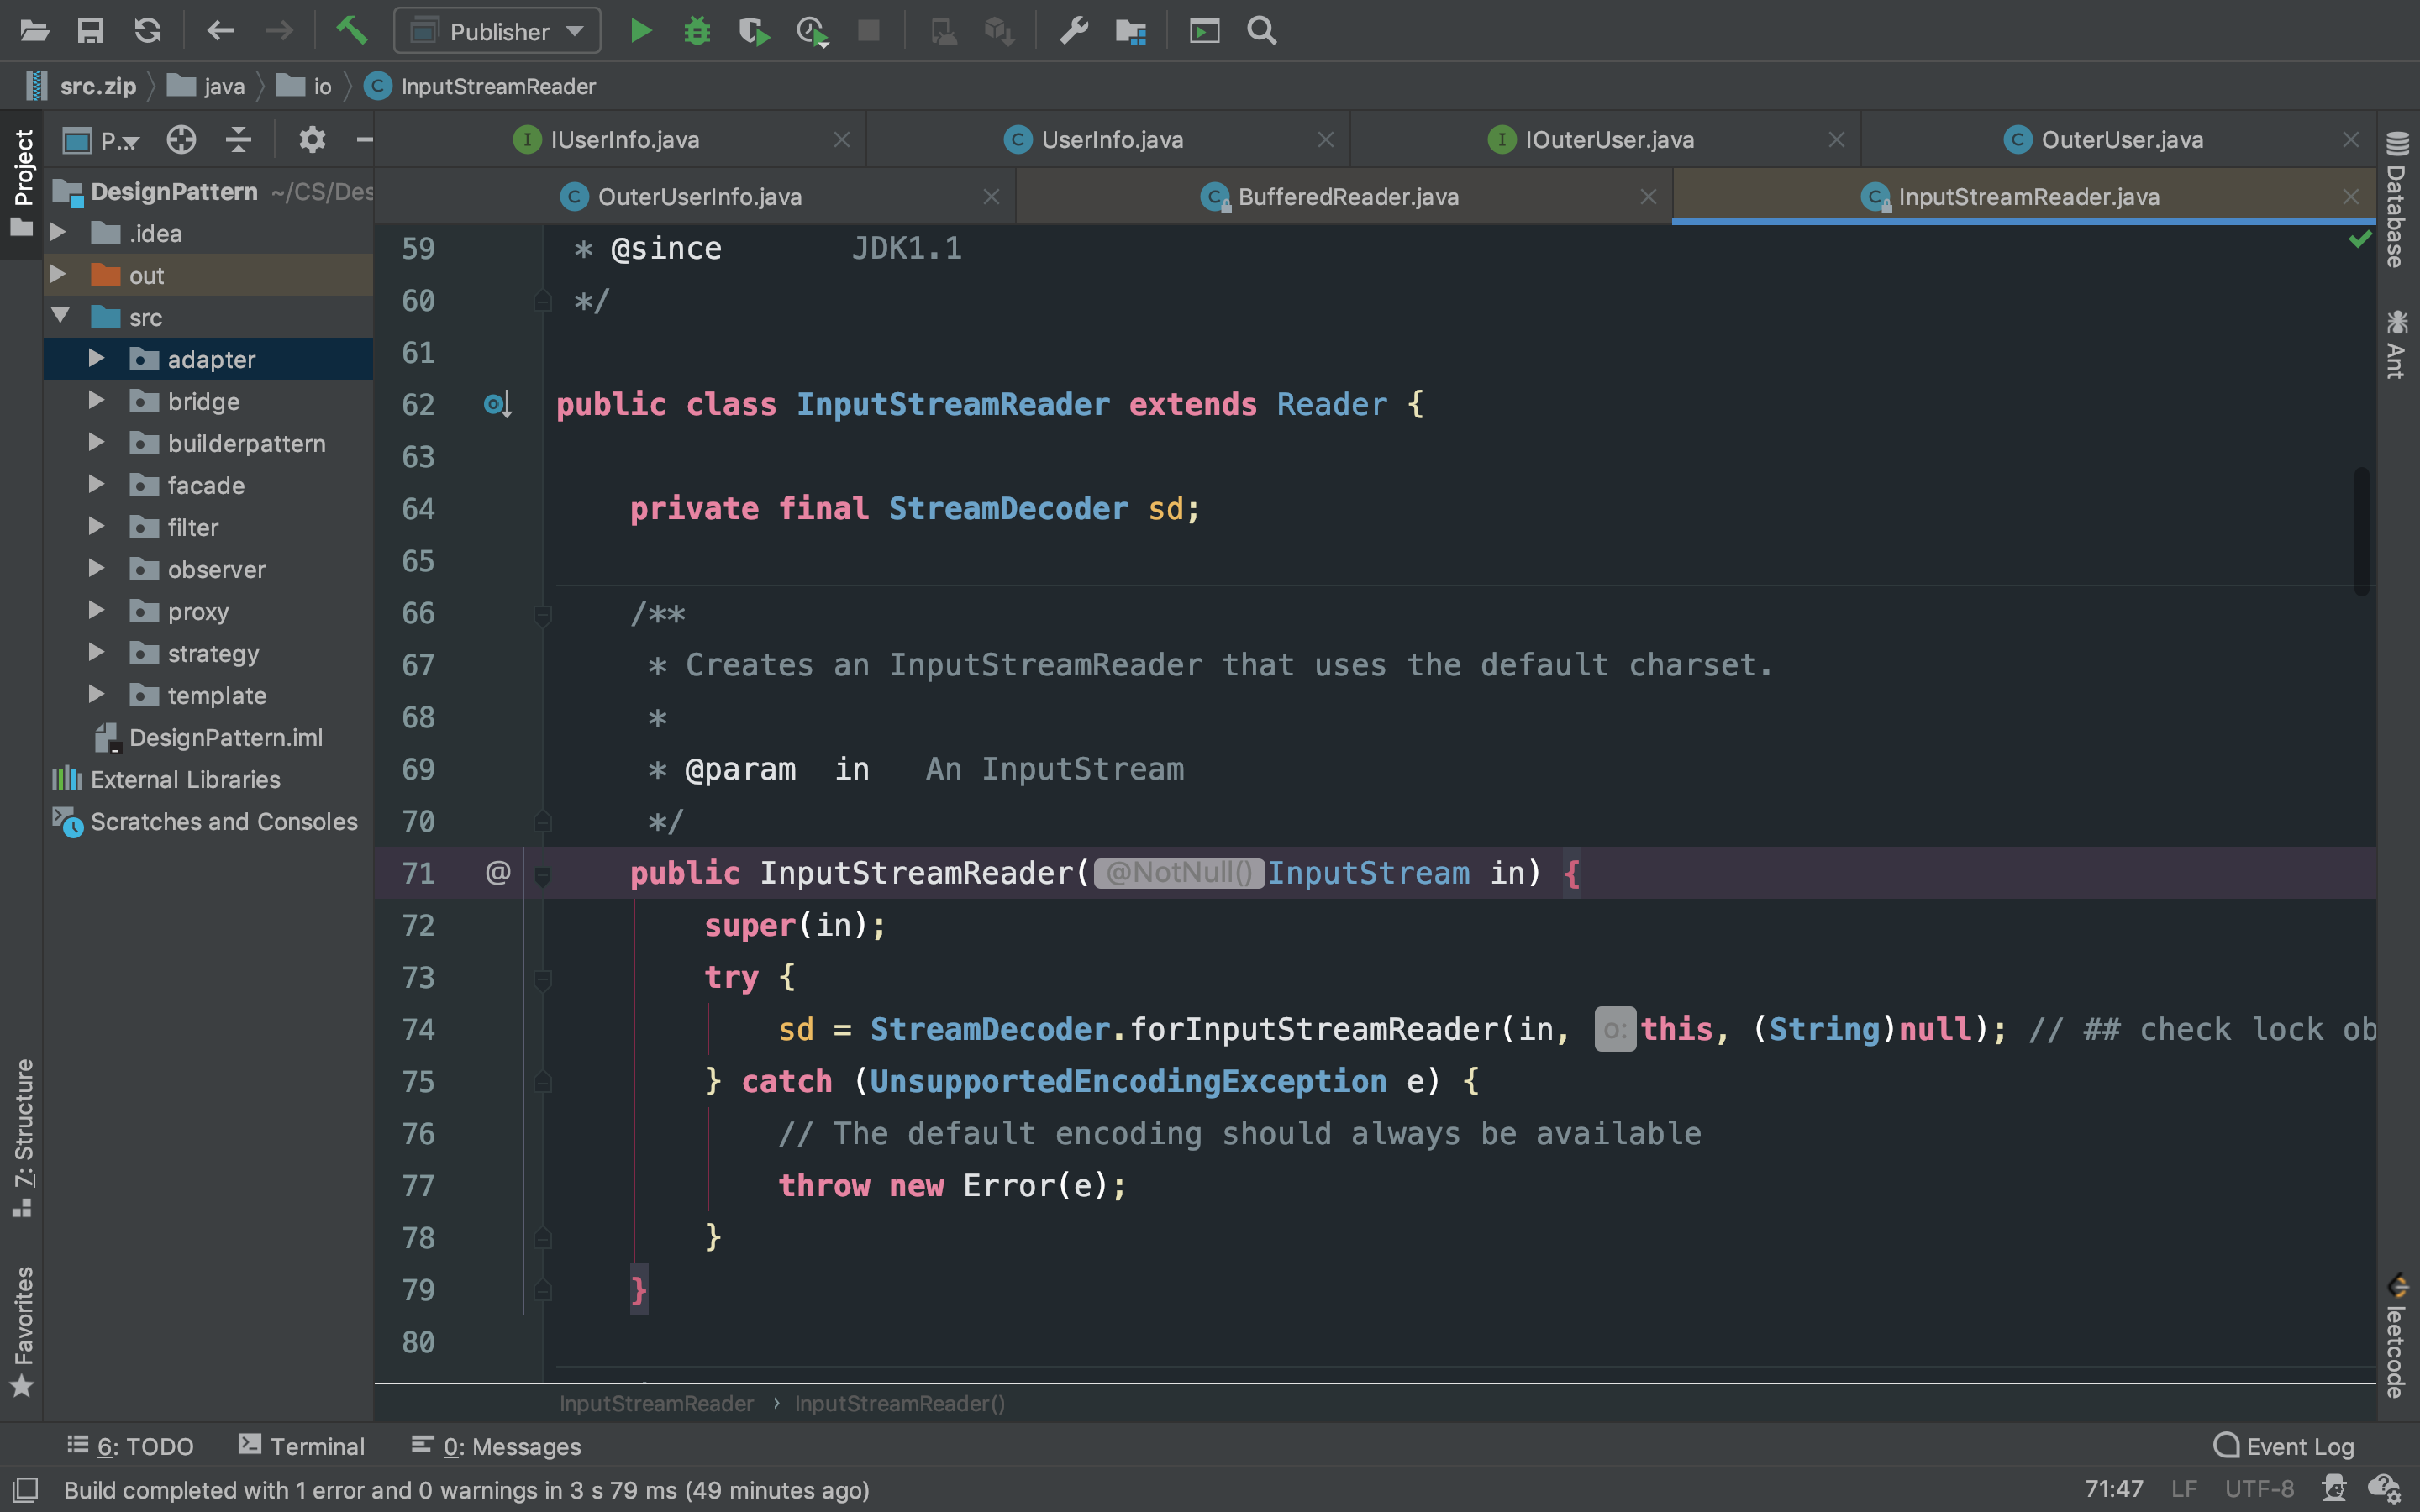 Publisher
src.zip java io InputStreamReader
Project
P...
IUserInfo.java
UserInfo.java
IOuterUser.java
OuterUser.java
OuterUserInfo.java
BufferedReader.java
InputStreamReader.java
DesignPattern ~/CS/Des
.idea
out
src
adapter
bridge
builderpattern
facade
filter
observer
proxy
strategy
template
DesignPattern.iml
External Libraries
Scratches and Consoles
59 * @since JDK1.1
60 */
61
62 public class InputStreamReader extends Reader {
63
64 private final StreamDecoder sd;
65
66 /**
67 * Creates an InputStreamReader that uses the default charset.
68 *
69 * @param in An InputStream
70 */
71 @ public InputStreamReader( @NotNull() InputStream in) {
72 super(in);
73 try {
74 sd = StreamDecoder.forInputStreamReader(in, o: this, (String)null); // ## check lock ob
75 } catch (UnsupportedEncodingException e) {
76 // The default encoding should always be available
77 throw new Error(e);
78 }
79 }
80
InputStreamReader › InputStreamReader()
Z: Structure
Favorites
Database
Ant
leetcode
6: TODO Terminal 0: Messages Event Log
Build completed with 1 error and 0 warnings in 3 s 79 ms (49 minutes ago) 71:47 LF UTF-8